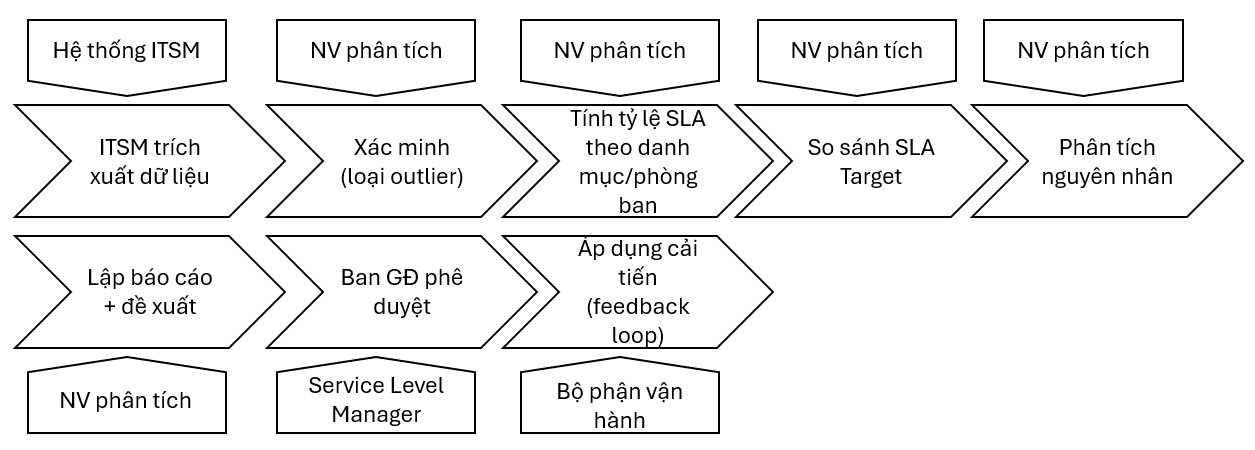 Hệ thống ITSM
NV phân tích
NV phân tích
NV phân tích
NV phân tích
ITSM trích
xuất dữ liệu
Xác minh
(loại outlier)
Tính tỷ lệ SLA
theo danh
mục/phòng
ban
So sánh SLA
Target
Phân tích
nguyên nhân
Lập báo cáo
+ đề xuất
Ban GĐ phê
duyệt
Áp dụng cải
tiến
(feedback
loop)
NV phân tích
Service Level
Manager
Bộ phận vận
hành